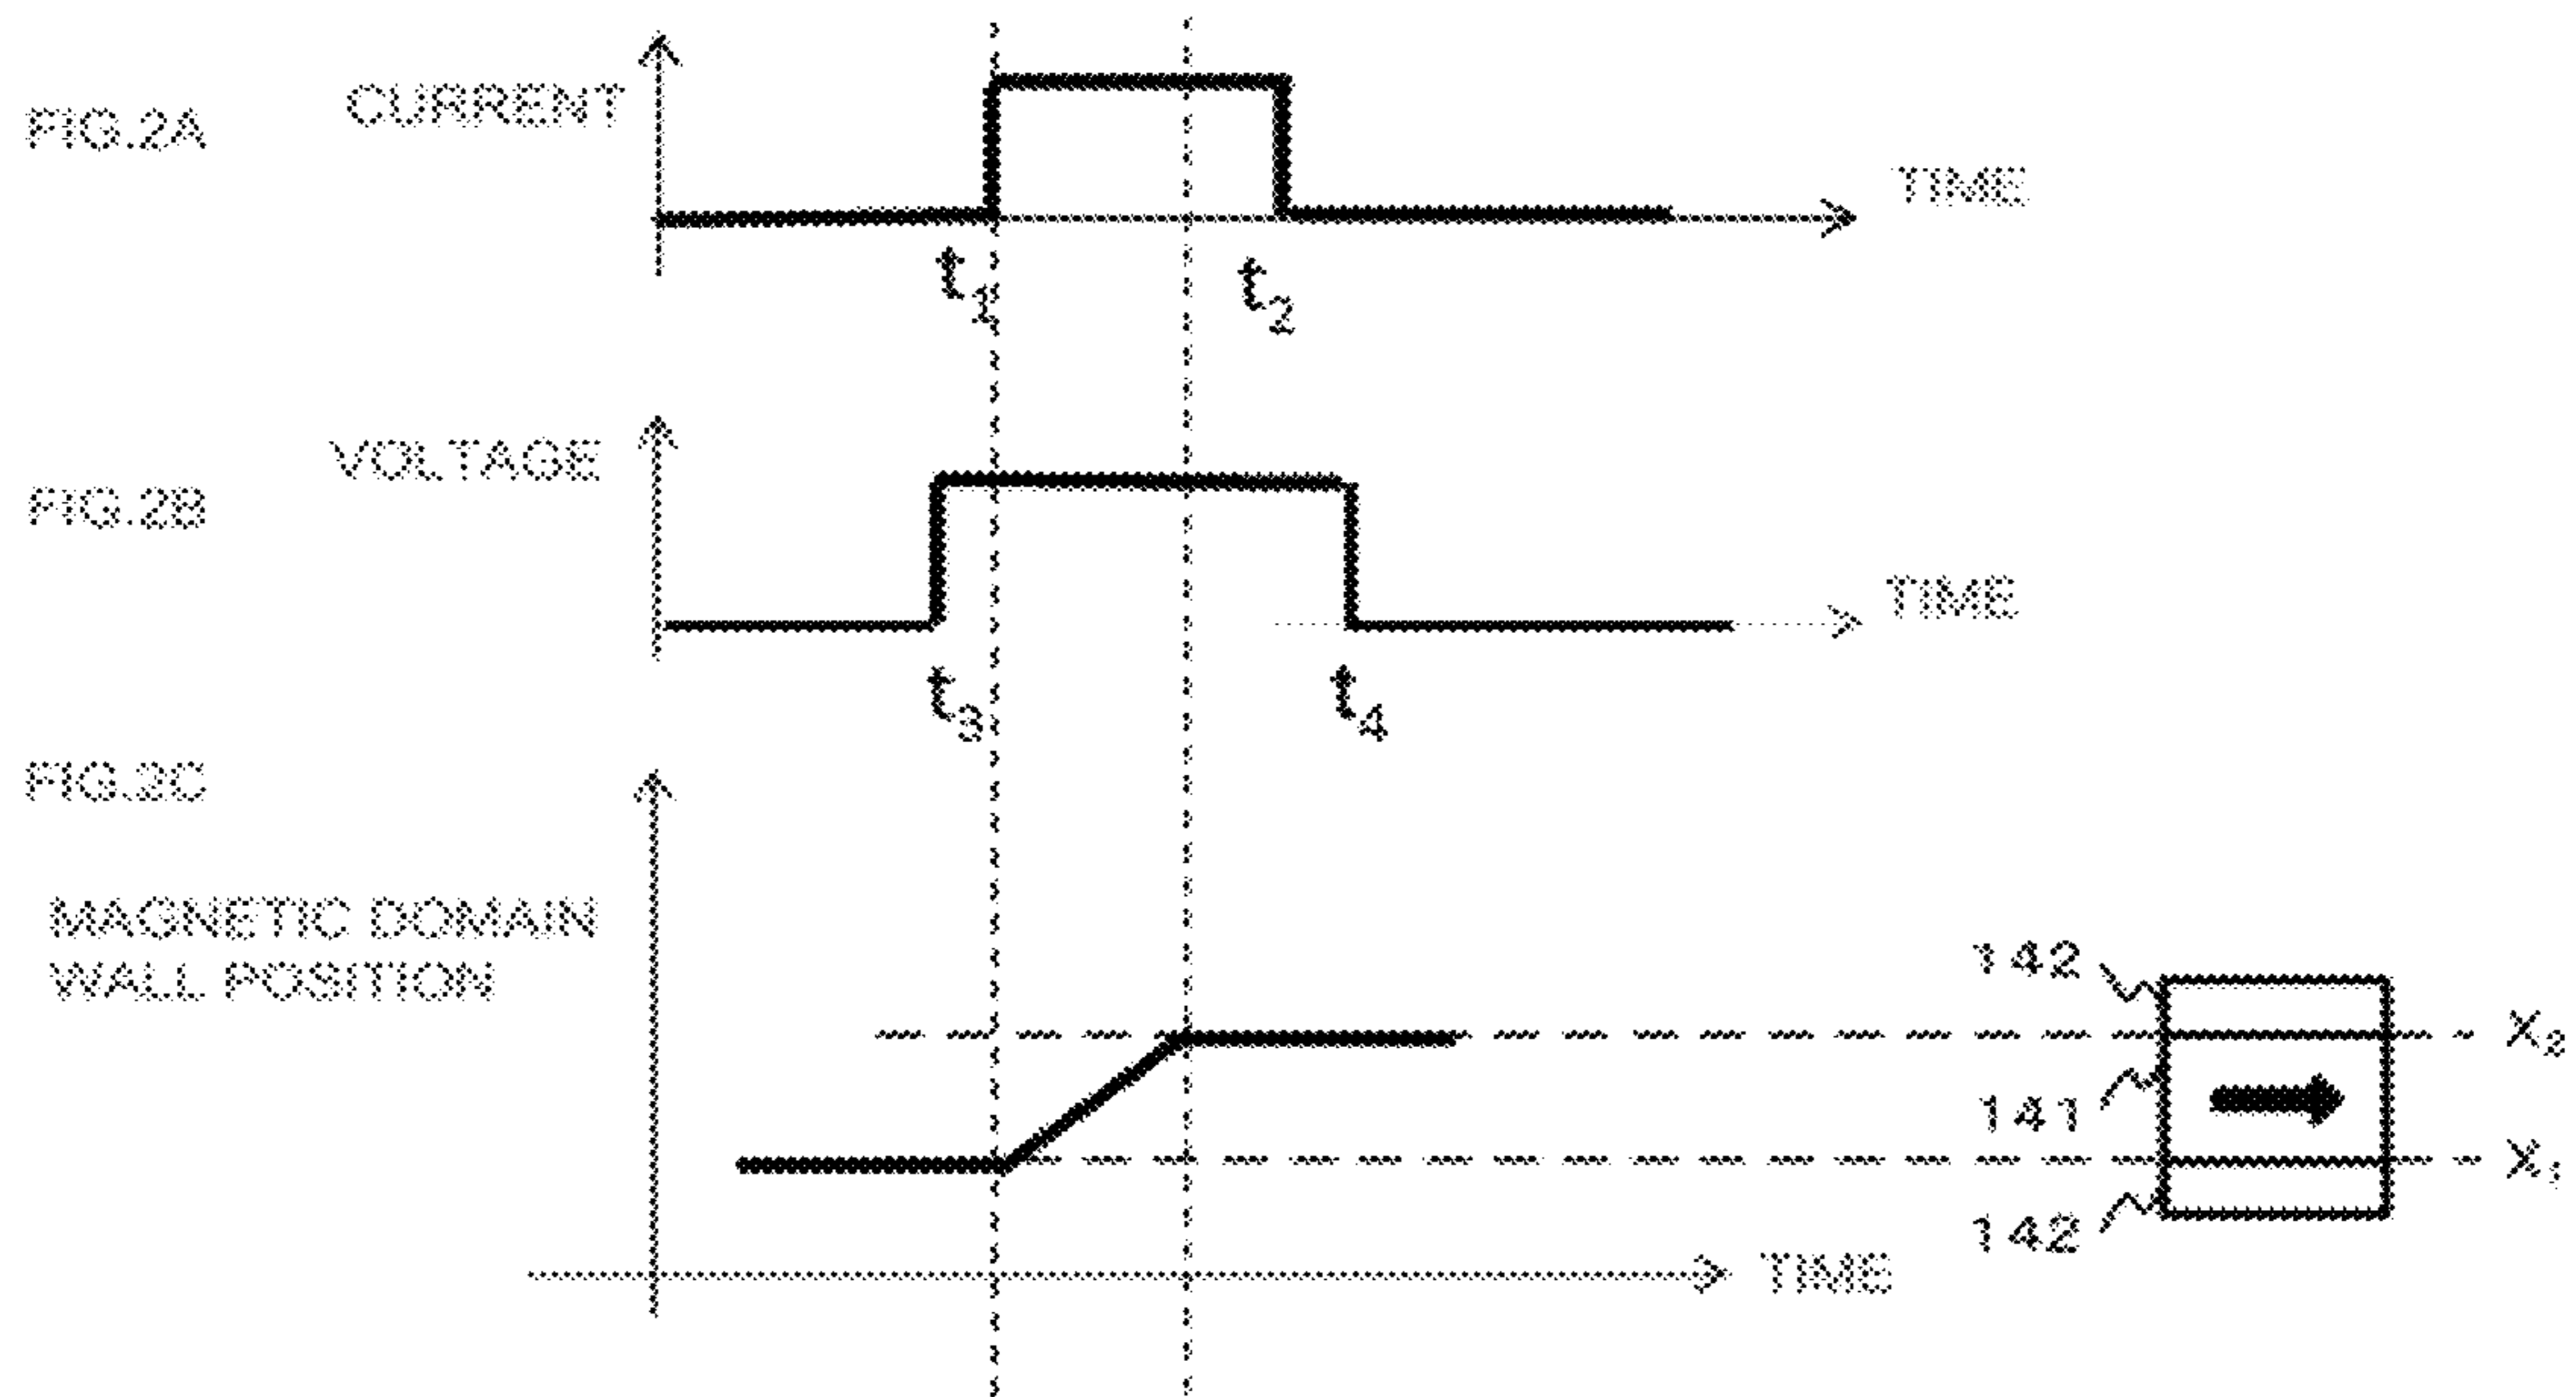 FIG.2A
CURRENT
TIME
t1
t2
FIG.2B
VOLTAGE
TIME
t3
t4
FIG.2C
MAGNETIC DOMAIN
WALL POSITION
142
X2
141
X1
142
TIME